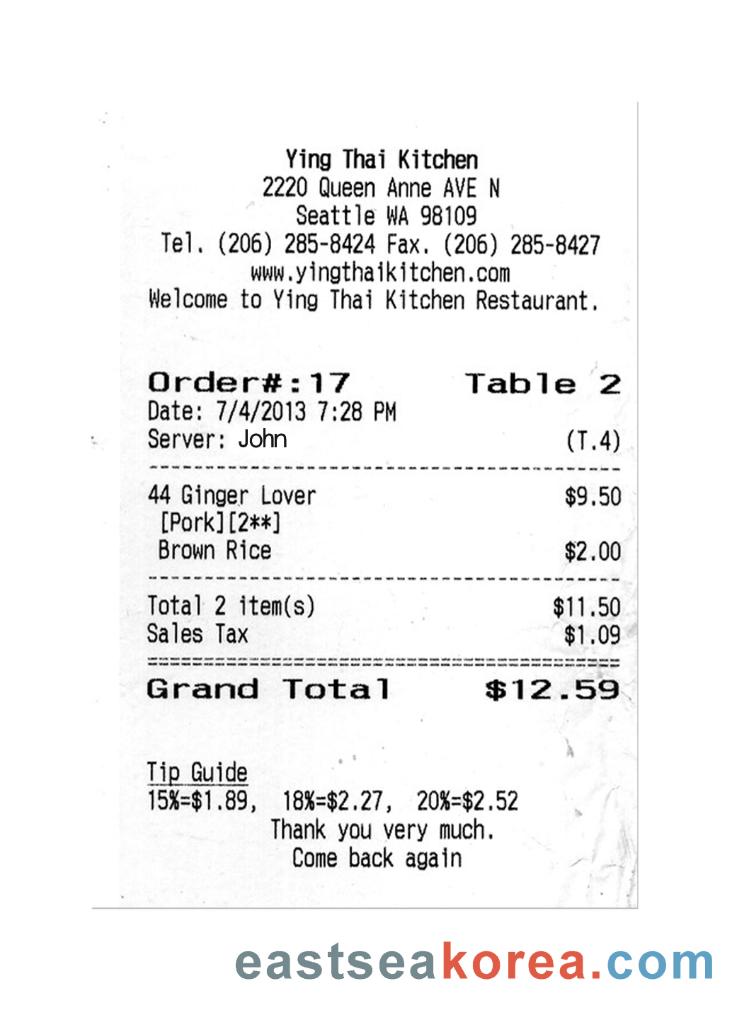 Ying Thai Kitchen
2220 Queen Anne AVE N
Seattle WA 98109
Tel. (206) 285-8424 Fax. (206) 285-8427
www.yingthaikitchen.com
Welcome to Ying Thai Kitchen Restaurant.
Order#:17 Table 2
Date: 7/4/2013 7:28 PM
Server: John (T.4)
44 Ginger Lover $9.50
[Pork][2**]
Brown Rice $2.00
Total 2 item(s) $11.50
Sales Tax $1.09
Grand Total $12.59
Tip Guide
15%=$1.89, 18%=$2.27, 20%=$2.52
Thank you very much.
Come back again
eastseakorea.com